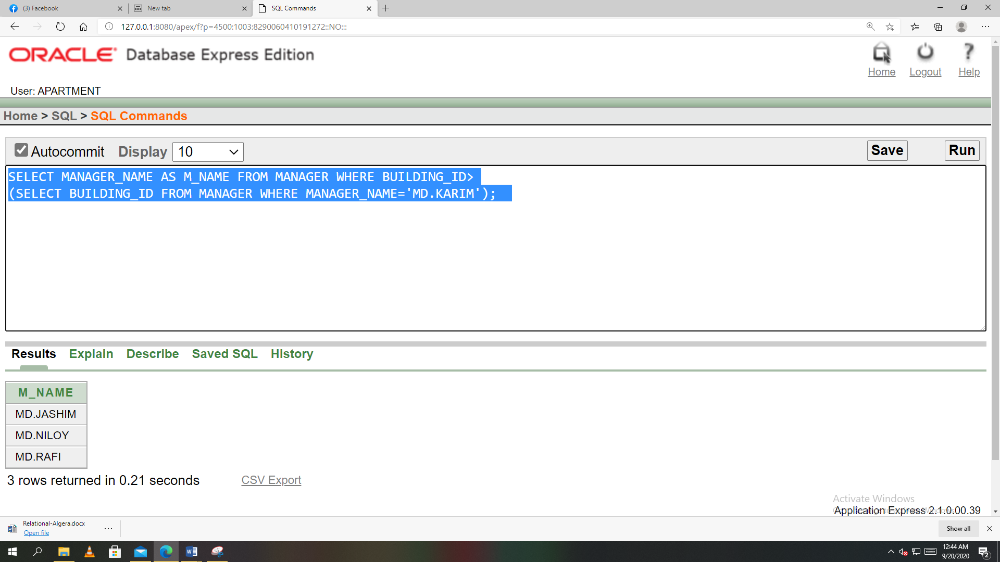 (3) Facebook
New tab
SQL Commands
127.0.0.1:8080/apex/f?p=4500:1003:8290060410191272::NO:::
ORACLE Database Express Edition
Home Logout Help
User: APARTMENT
Home > SQL > SQL Commands
Autocommit Display 10 Save Run
SELECT MANAGER_NAME AS M_NAME FROM MANAGER WHERE BUILDING_ID>
(SELECT BUILDING_ID FROM MANAGER WHERE MANAGER_NAME='MD.KARIM');
Results Explain Describe Saved SQL History
M_NAME
MD.JASHIM
MD.NILOY
MD.RAFI
3 rows returned in 0.21 seconds CSV Export
Activate Windows
Application Express 2.1.0.00.39
Relational-Algera.docx
Open file
Show all
12:44 AM
9/20/2020
2